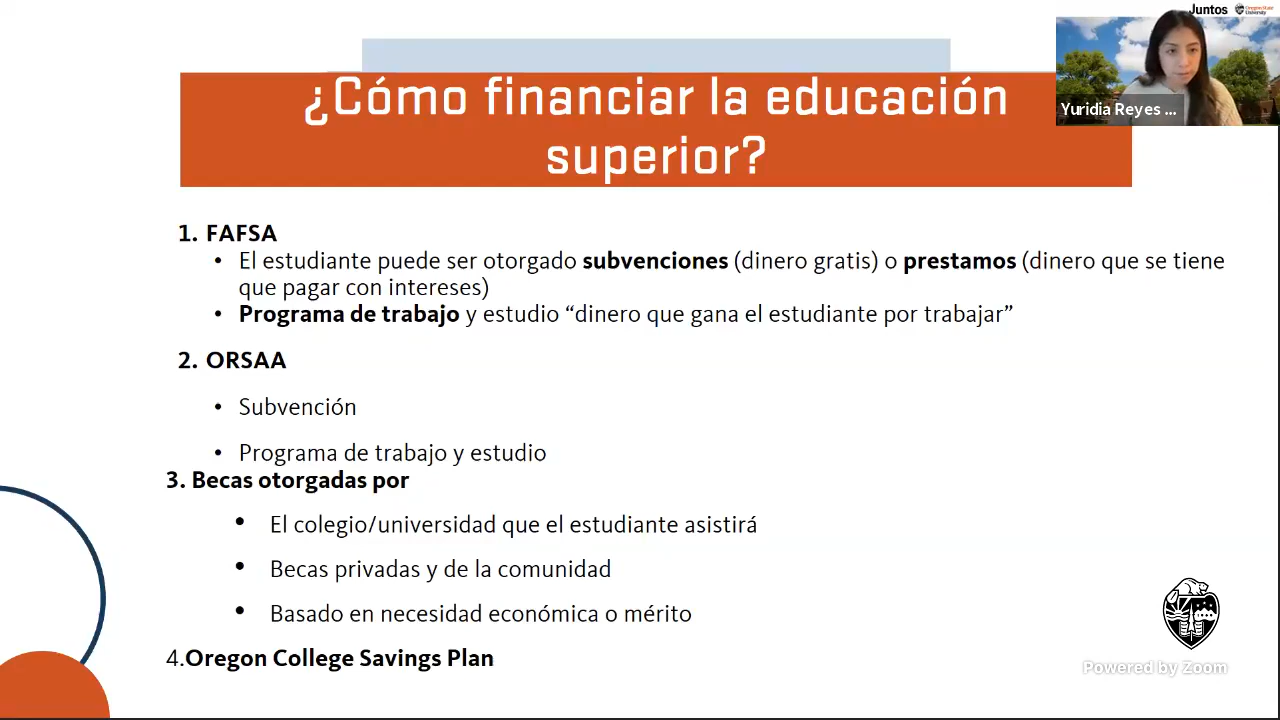 Juntos
Oregon State
University
Yuridia Reyes ...
¿Cómo financiar la educación
superior?
1. FAFSA
• El estudiante puede ser otorgado subvenciones (dinero gratis) o prestamos (dinero que se tiene
que pagar con intereses)
• Programa de trabajo y estudio “dinero que gana el estudiante por trabajar”
2. ORSAA
• Subvención
• Programa de trabajo y estudio
3. Becas otorgadas por
• El colegio/universidad que el estudiante asistirá
• Becas privadas y de la comunidad
• Basado en necesidad económica o mérito
4.Oregon College Savings Plan
Powered by Zoom